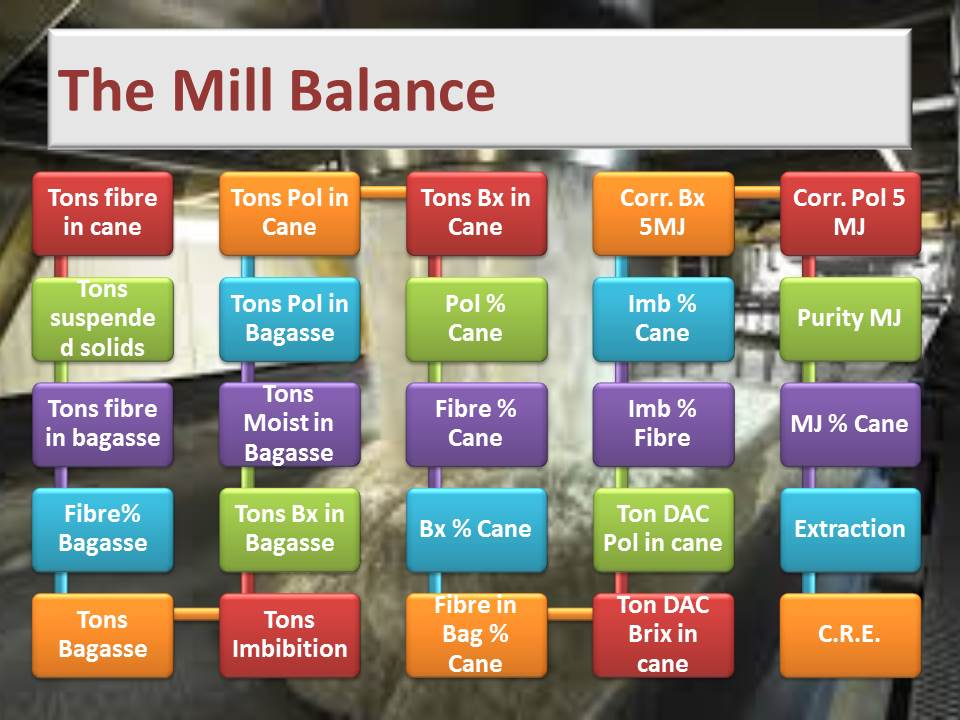 The Mill Balance
Tons fibre
in cane
Tons
suspende
d solids
Tons fibre
in bagasse
Fibre%
Bagasse
Tons
Bagasse
Tons
Imbibition
Tons Bx in
Bagasse
Tons
Moist in
Bagasse
Tons Pol in
Bagasse
Tons Pol in
Cane
Tons Bx in
Cane
Pol %
Cane
Fibre %
Cane
Bx % Cane
Fibre in
Bag %
Cane
Ton DAC
Brix in
cane
Ton DAC
Pol in cane
Imb %
Fibre
Imb %
Cane
Corr. Bx
5MJ
Corr. Pol 5
MJ
Purity MJ
MJ % Cane
Extraction
C.R.E.